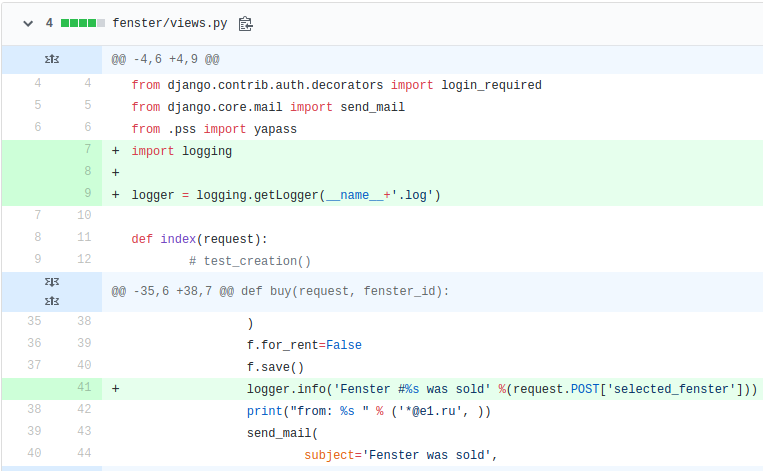 4 fenster/views.py
@@ -4,6 +4,9 @@
4 4 from django.contrib.auth.decorators import login_required
5 5 from django.core.mail import send_mail
6 6 from .pss import yapass
7 + import logging
8 +
9 + logger = logging.getLogger(__name__+'.log')
7 10
8 11 def index(request):
9 12 # test_creation()
@@ -35,6 +38,7 @@ def buy(request, fenster_id):
35 38 )
36 39 f.for_rent=False
37 40 f.save()
41 + logger.info('Fenster #%s was sold' %(request.POST['selected_fenster']))
38 42 print("from: %s " % ('*@e1.ru', ))
39 43 send_mail(
40 44 subject='Fenster was sold',